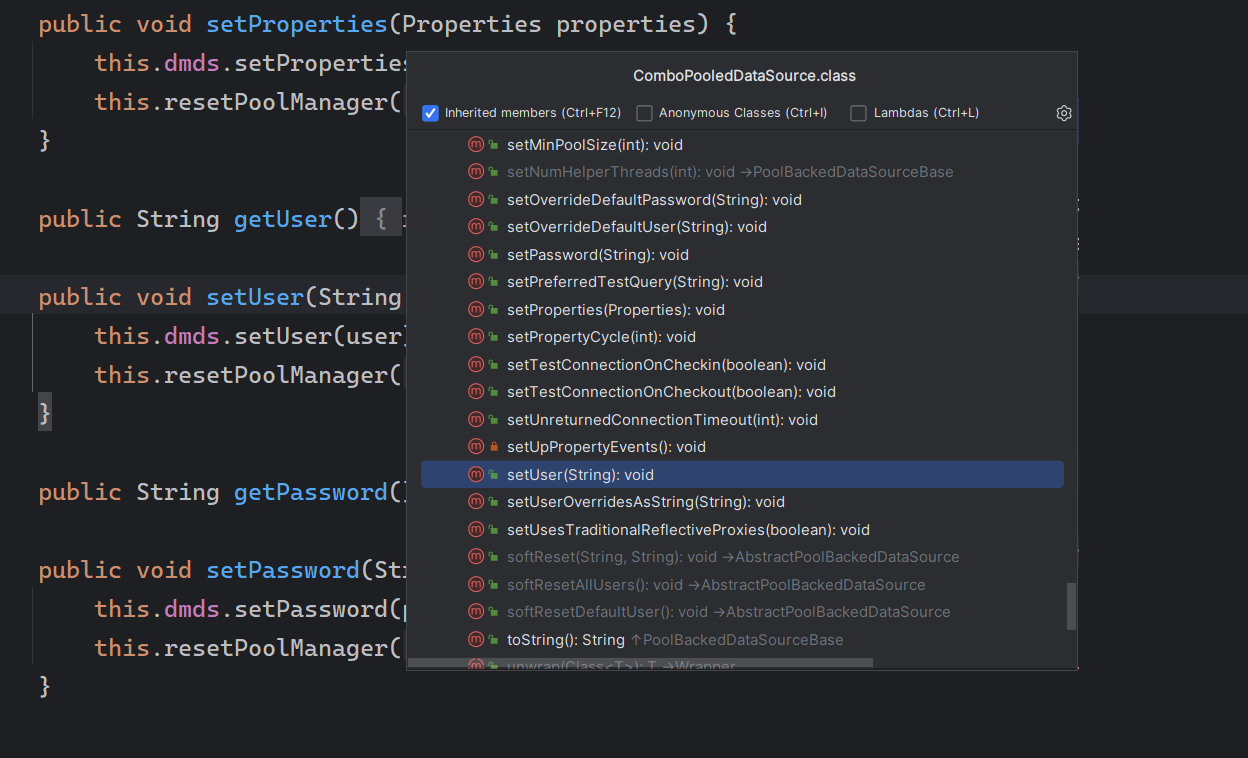 public void setProperties(Properties properties) {
this.dmds.setProperties
this.resetPoolManager(
}
public String getUser() {
public void setUser(String
this.dmds.setUser(user)
this.resetPoolManager(
}
public String getPassword()
public void setPassword(Str
this.dmds.setPassword(p
this.resetPoolManager(
}
ComboPooledDataSource.class
Inherited members (Ctrl+F12) Anonymous Classes (Ctrl+I) Lambdas (Ctrl+L)
setMinPoolSize(int): void
setNumHelperThreads(int): void →PoolBackedDataSourceBase
setOverrideDefaultPassword(String): void
setOverrideDefaultUser(String): void
setPassword(String): void
setPreferredTestQuery(String): void
setProperties(Properties): void
setPropertyCycle(int): void
setTestConnectionOnCheckin(boolean): void
setTestConnectionOnCheckout(boolean): void
setUnreturnedConnectionTimeout(int): void
setUpPropertyEvents(): void
setUser(String): void
setUserOverridesAsString(String): void
setUsesTraditionalReflectiveProxies(boolean): void
softReset(String, String): void →AbstractPoolBackedDataSource
softResetAllUsers(): void →AbstractPoolBackedDataSource
softResetDefaultUser(): void →AbstractPoolBackedDataSource
toString(): String ↑PoolBackedDataSourceBase
unwrap(Class<T>): T →Wrapper